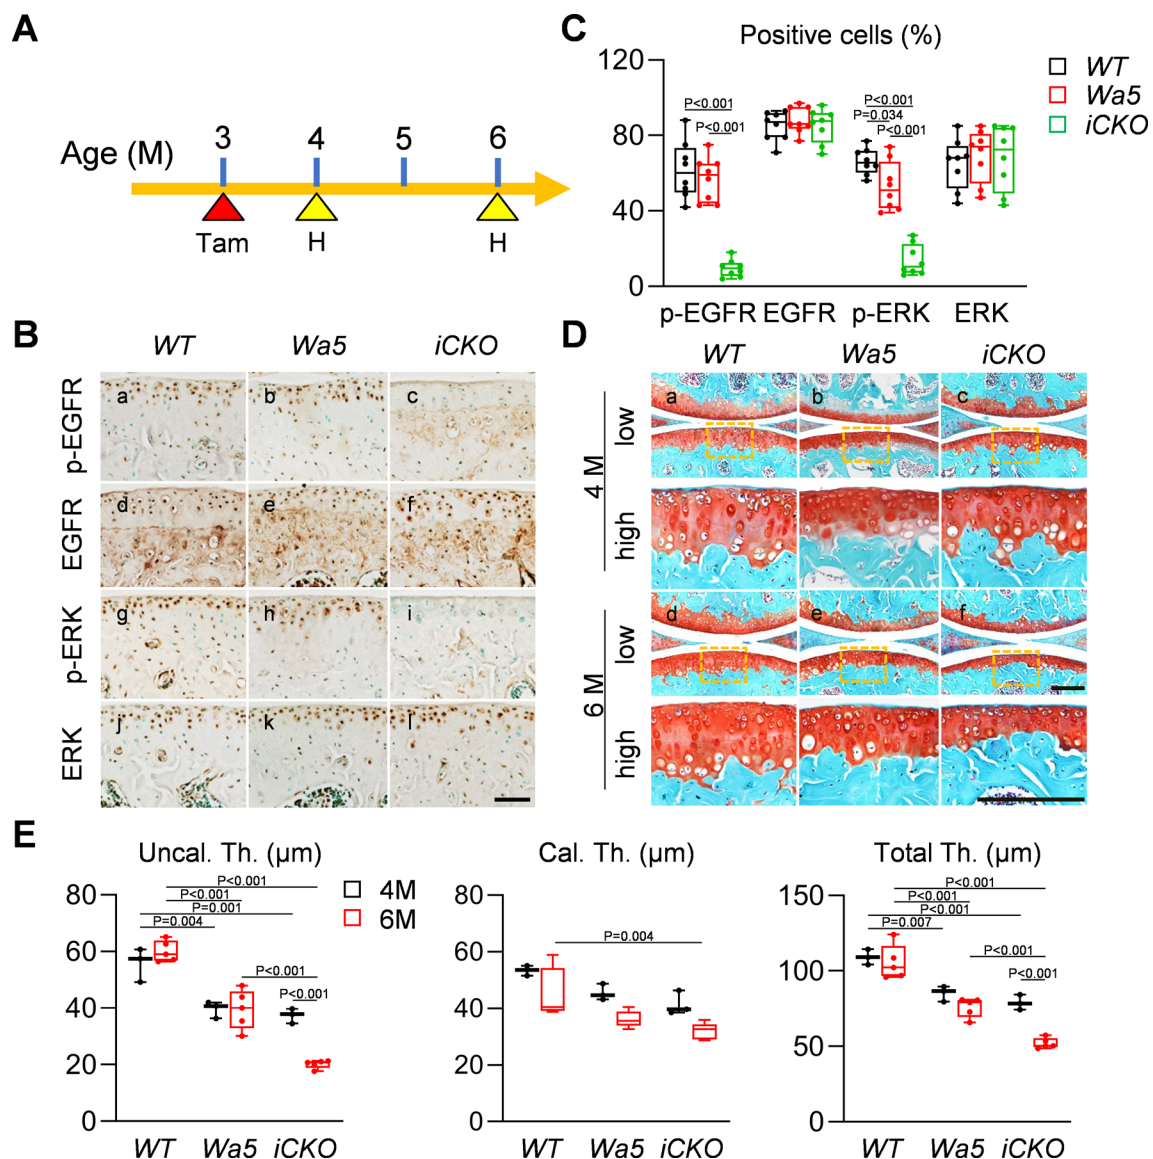 A
Age (M)
3
4
5
6
Tam
H
H
C
Positive cells (%)
120
80
40
0
P<0.001
P<0.001
P<0.001
P=0.034
P<0.001
WT
Wa5
iCKO
p-EGFR
EGFR
p-ERK
ERK
B
WT
Wa5
iCKO
p-EGFR
a
b
c
EGFR
d
e
f
p-ERK
g
h
i
ERK
j
k
l
D
WT
Wa5
iCKO
4 M
low
a
b
c
high
6 M
low
d
e
f
high
E
Uncal. Th. (µm)
80
60
40
20
0
P<0.001
P<0.001
P=0.001
P=0.004
P<0.001
P<0.001
4M
6M
WT
Wa5
iCKO
Cal. Th. (µm)
80
60
40
20
0
P=0.004
WT
Wa5
iCKO
Total Th. (µm)
150
100
50
0
P<0.001
P<0.001
P<0.001
P=0.007
P<0.001
P<0.001
WT
Wa5
iCKO